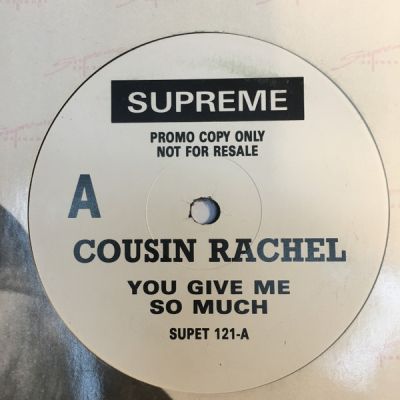 SUPREME
PROMO COPY ONLY
NOT FOR RESALE
A
COUSIN RACHEL
YOU GIVE ME
SO MUCH
SUPET 121-A